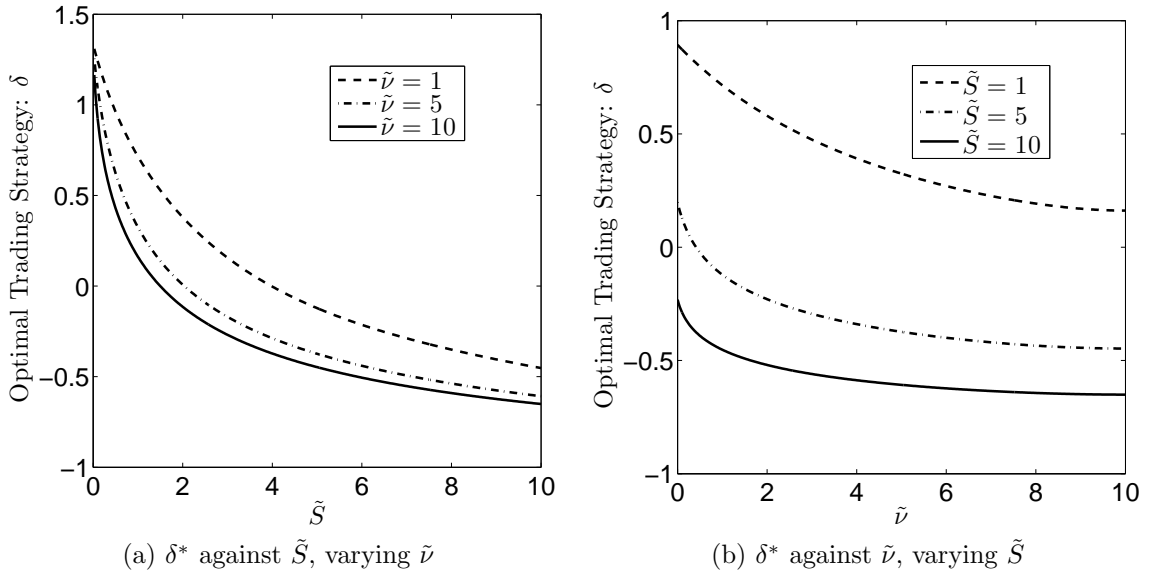 Optimal Trading Strategy: δ
1.5
1
0.5
0
−0.5
−1
0 2 4 6 8 10
S̃
ν̃ = 1
ν̃ = 5
ν̃ = 10
(a) δ* against S̃, varying ν̃
Optimal Trading Strategy: δ
1
0.5
0
−0.5
−1
0 2 4 6 8 10
ν̃
S̃ = 1
S̃ = 5
S̃ = 10
(b) δ* against ν̃, varying S̃